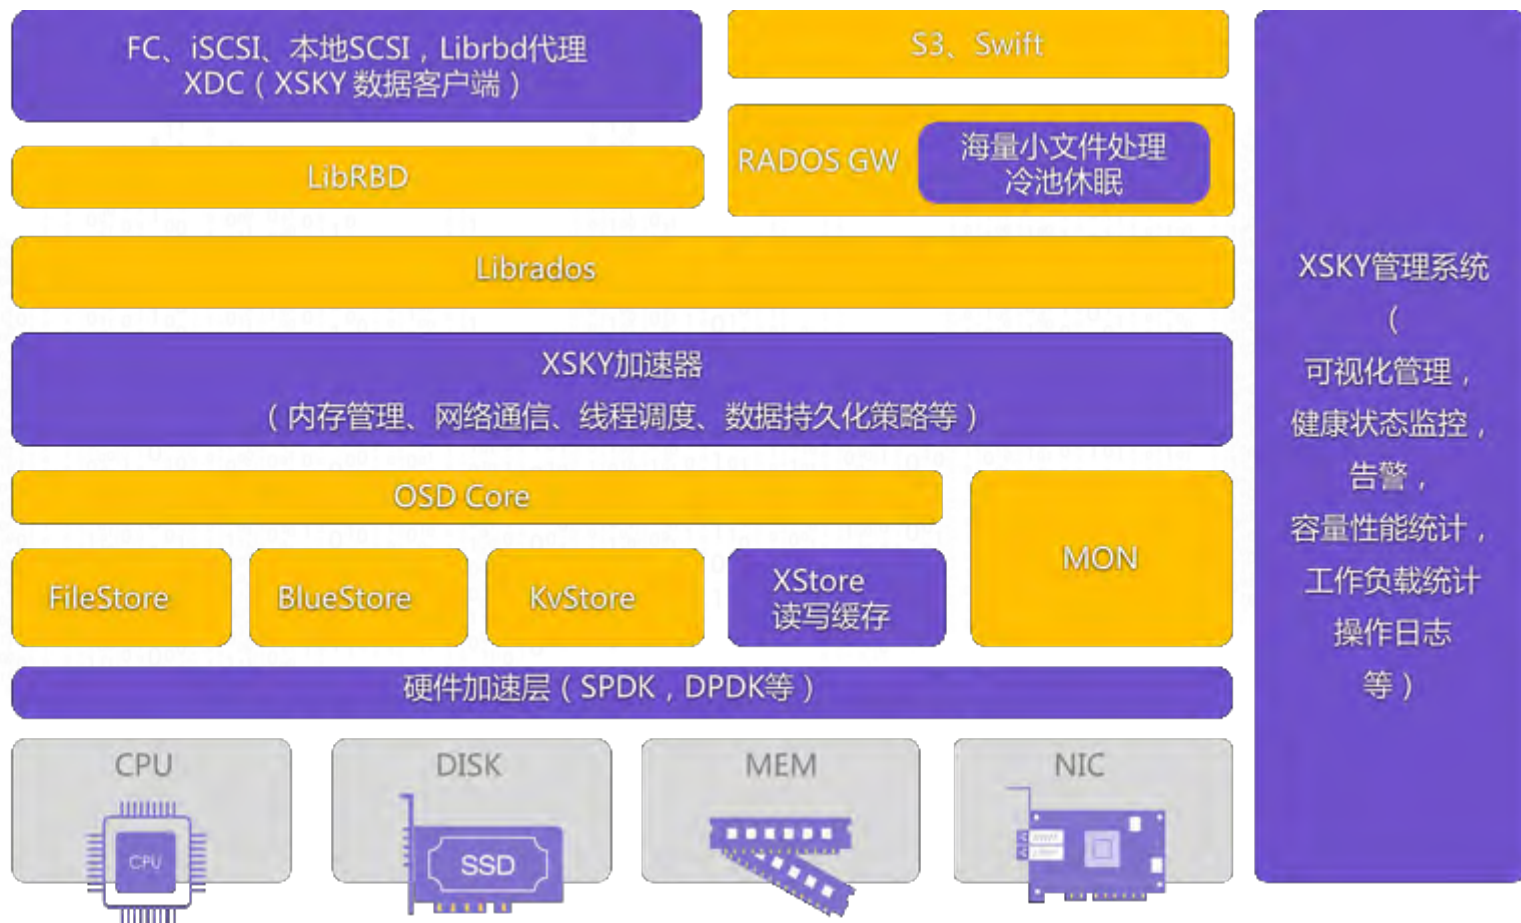 FC、iSCSI、本地SCSI，Librbd代理
XDC（XSKY 数据客户端）
S3、Swift
LibRBD
RADOS GW
海量小文件处理
冷池休眠
Librados
XSKY加速器
（内存管理、网络通信、线程调度、数据持久化策略等）
OSD Core
FileStore
BlueStore
KvStore
XStore
读写缓存
MON
硬件加速层（SPDK，DPDK等）
CPU
DISK
MEM
NIC
CPU
SSD
XSKY管理系统
（
可视化管理，
健康状态监控，
告警，
容量性能统计，
工作负载统计
操作日志
等）